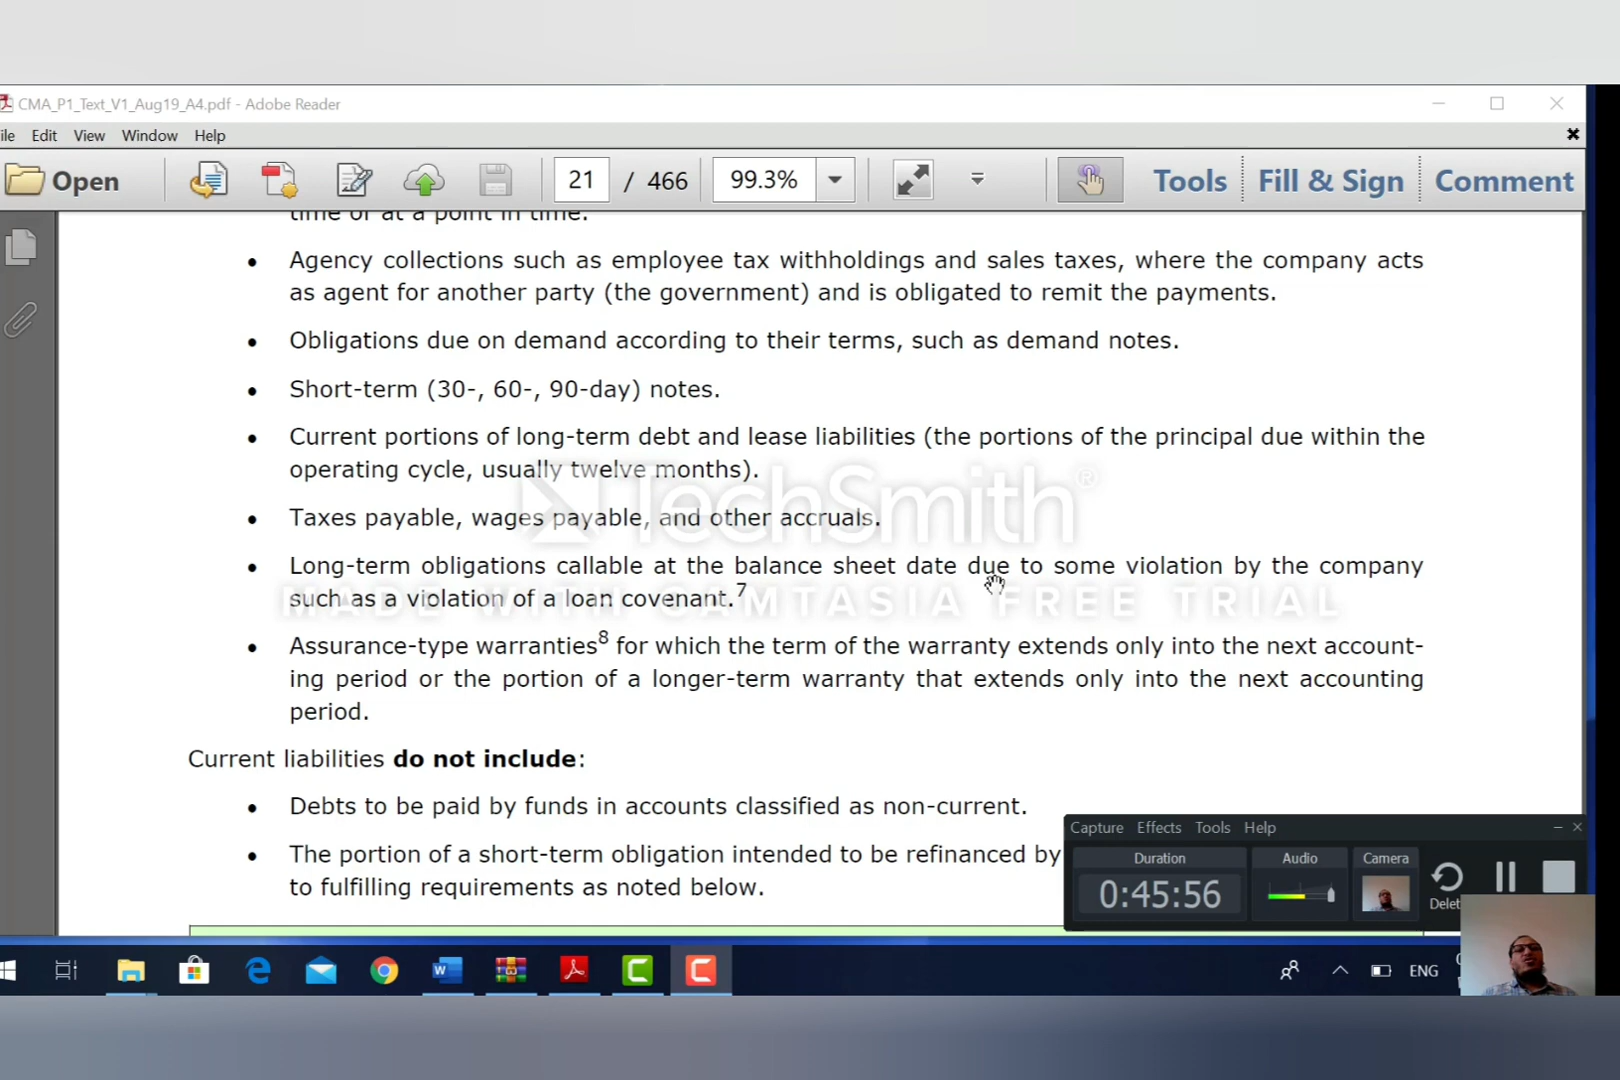 CMA_P1_Text_V1_Aug19_A4.pdf - Adobe Reader
ile Edit View Window Help
Open 21 / 466 99.3% Tools Fill & Sign Comment
time or at a point in time.
• Agency collections such as employee tax withholdings and sales taxes, where the company acts
as agent for another party (the government) and is obligated to remit the payments.
• Obligations due on demand according to their terms, such as demand notes.
• Short-term (30-, 60-, 90-day) notes.
• Current portions of long-term debt and lease liabilities (the portions of the principal due within the
operating cycle, usually twelve months).
TechSmith®
• Taxes payable, wages payable, and other accruals.
• Long-term obligations callable at the balance sheet date due to some violation by the company
such as a violation of a loan covenant.7
MADE WITH CAMTASIA FREE TRIAL
• Assurance-type warranties8 for which the term of the warranty extends only into the next account-
ing period or the portion of a longer-term warranty that extends only into the next accounting
period.
Current liabilities do not include:
• Debts to be paid by funds in accounts classified as non-current.
• The portion of a short-term obligation intended to be refinanced by
to fulfilling requirements as noted below.
Capture Effects Tools Help
Duration Audio Camera
0:45:56
Delet
ENG